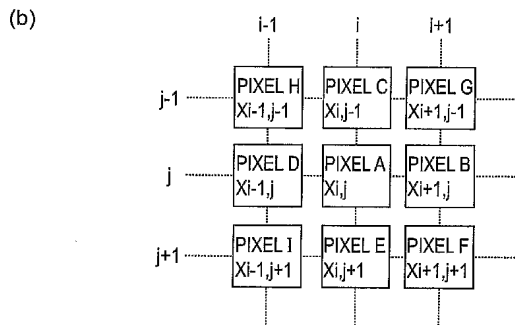 (b)
i-1 i i+1
j-1
PIXEL H PIXEL C PIXEL G
Xi-1,j-1 Xi,j-1 Xi+1,j-1
j
PIXEL D PIXEL A PIXEL B
Xi-1,j Xi,j Xi+1,j
j+1
PIXEL I PIXEL E PIXEL F
Xi-1,j+1 Xi,j+1 Xi+1,j+1